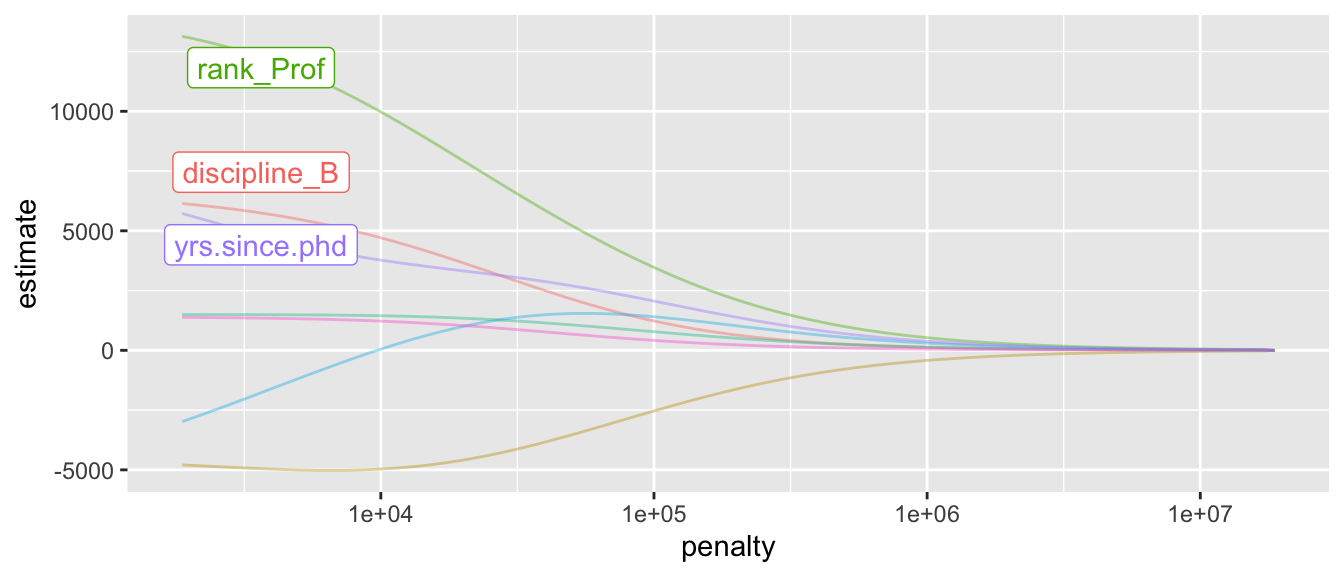 rank_Prof
10000
discipline_B
5000
yrs.since.phd
estimate
0
-5000
1e+04 1e+05 1e+06 1e+07
penalty